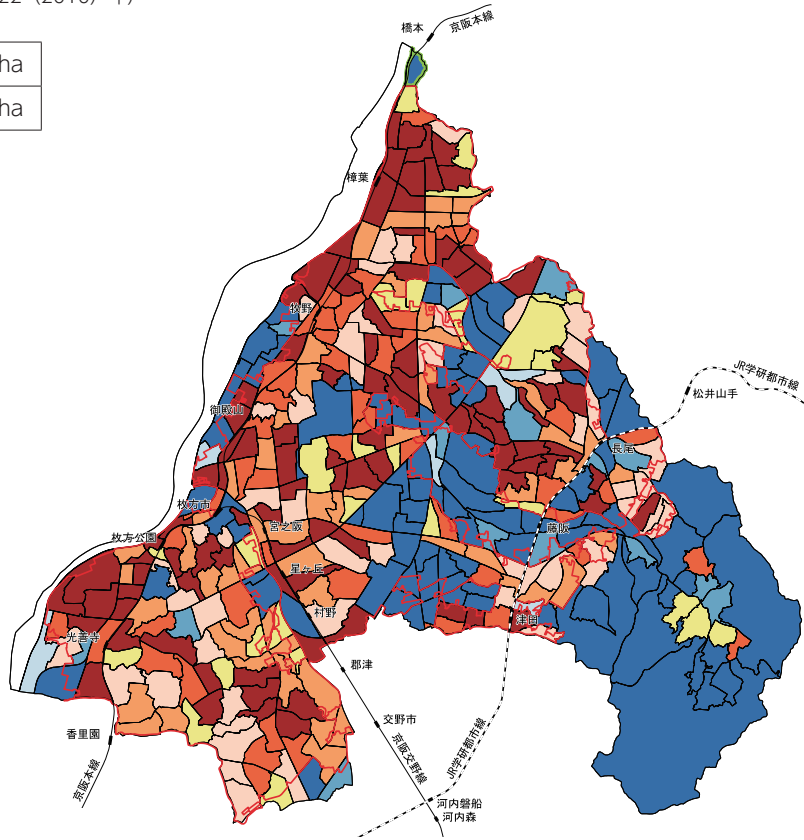 ha
ha
橋本
京阪本線
樟葉
牧野
JR学研都市線
松井山手
御殿山
長尾
枚方市
藤阪
宮之阪
枚方公園
星ヶ丘
村野
津田
光善寺
郡津
交野市
香里園
京阪本線
京阪交野線
JR学研都市線
河内磐船
河内森